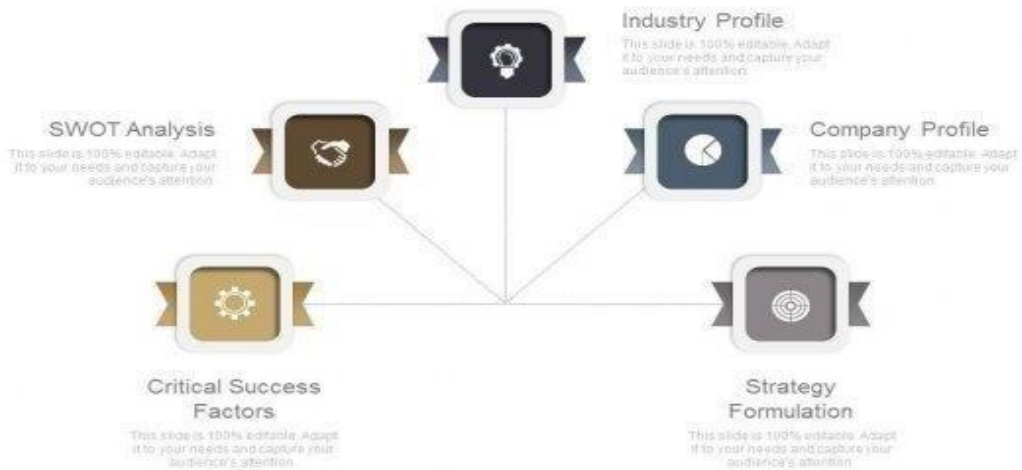 Industry Profile
This slide is 100% editable. Adapt
it to your needs and capture your
audience's attention.
SWOT Analysis
This slide is 100% editable. Adapt
it to your needs and capture your
audience's attention.
Company Profile
This slide is 100% editable. Adapt
it to your needs and capture your
audience's attention.
Critical Success
Factors
This slide is 100% editable. Adapt
it to your needs and capture your
audience's attention.
Strategy
Formulation
This slide is 100% editable. Adapt
it to your needs and capture your
audience's attention.